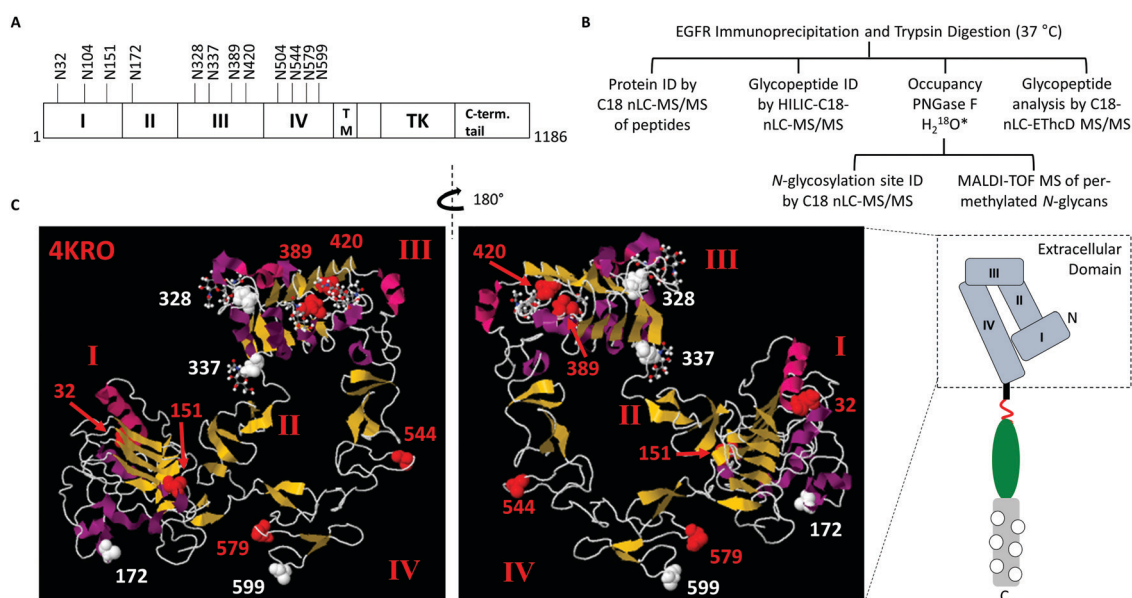 A
N32
N104
N151
N172
N328
N337
N389
N420
N504
N544
N579
N599
I
II
III
IV
T
M
TK
C-term.
tail
1
1186
B
EGFR Immunoprecipitation and Trypsin Digestion (37 °C)
Protein ID by
C18 nLC-MS/MS
of peptides
Glycopeptide ID
by HILIC-C18-
nLC-MS/MS
Occupancy
PNGase F
H₂¹⁸O*
Glycopeptide
analysis by C18-
nLC-EThcD MS/MS
N-glycosylation site ID
by C18 nLC-MS/MS
MALDI-TOF MS of per-
methylated N-glycans
180°
C
4KRO
389
420
III
328
337
I
32
151
II
544
579
IV
172
599
420
III
328
389
337
I
II
32
151
544
172
579
599
IV
Extracellular
Domain
III
II
IV
I
N
C